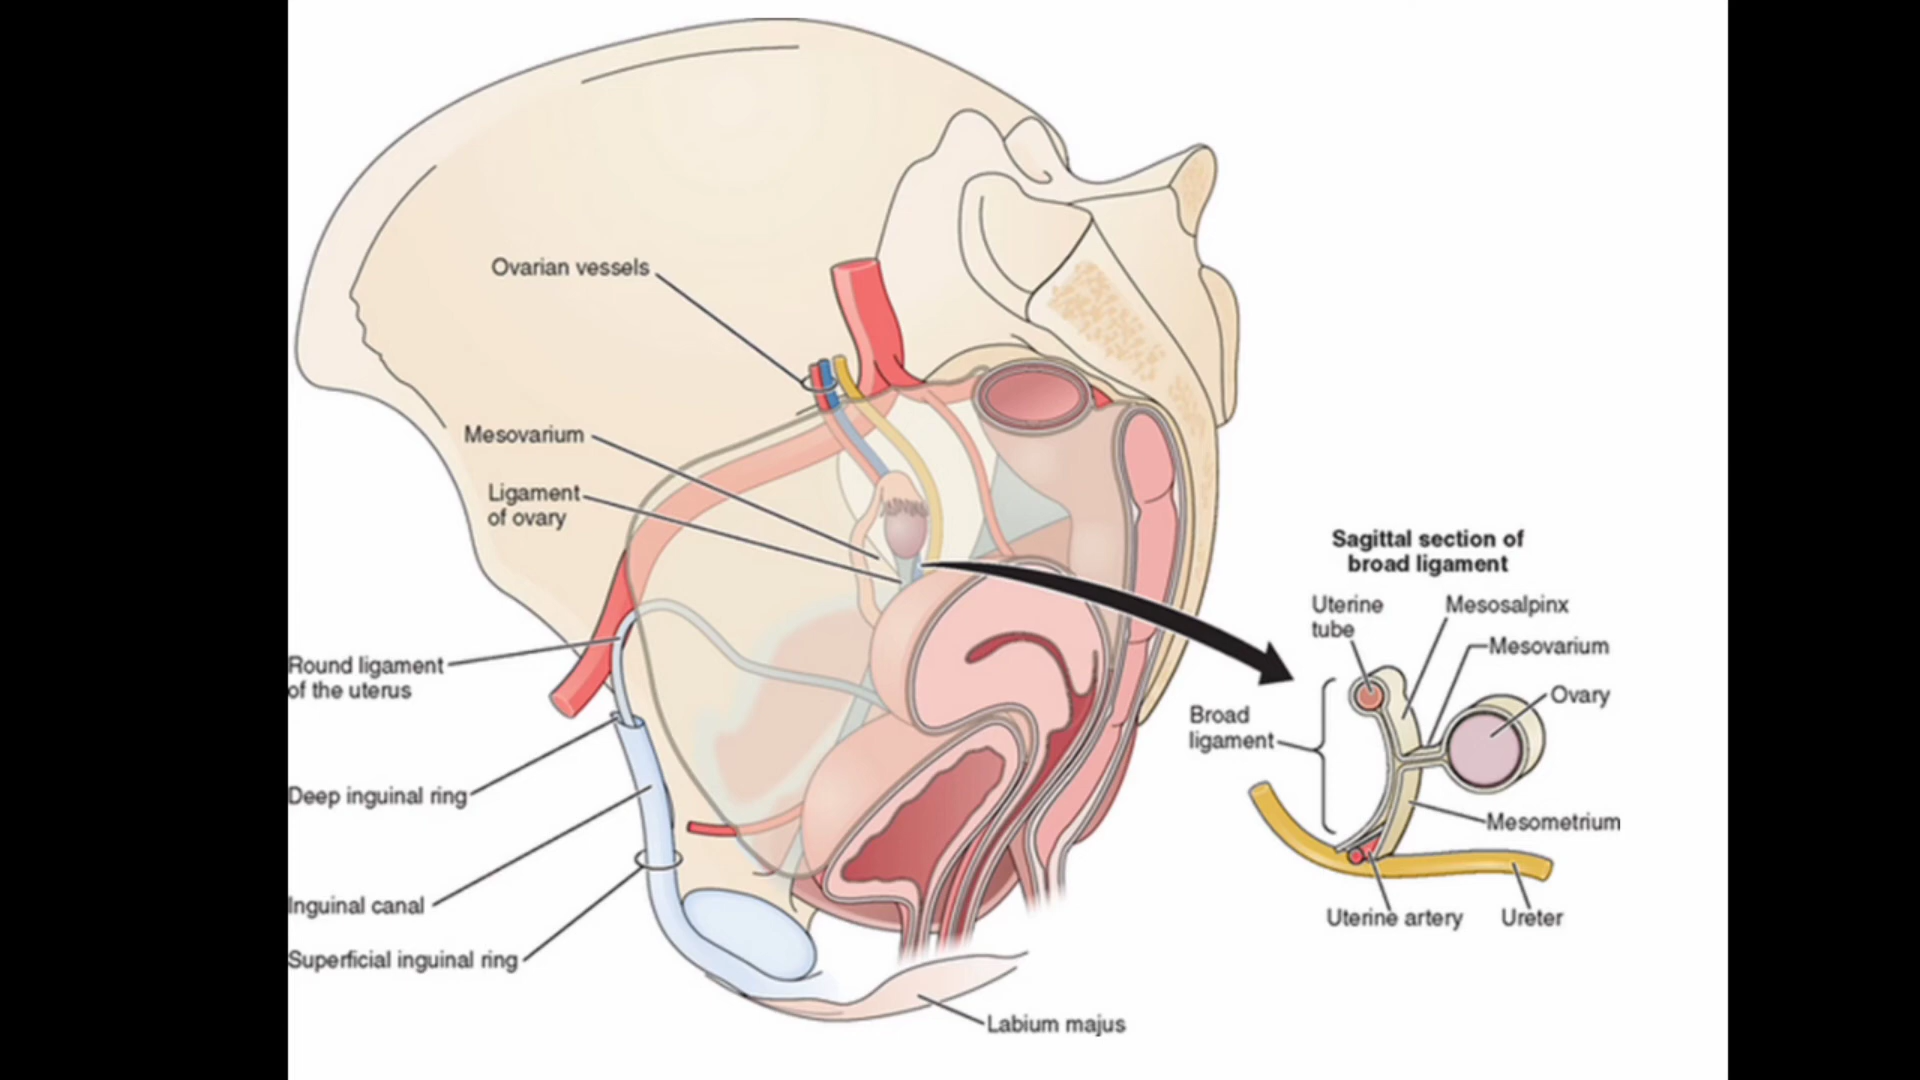 Ovarian vessels
Mesovarium
Ligament
of ovary
Round ligament
of the uterus
Deep inguinal ring
Inguinal canal
Superficial inguinal ring
Labium majus
Sagittal section of
broad ligament
Uterine
tube
Mesosalpinx
Mesovarium
Ovary
Broad
ligament
Mesometrium
Uterine artery
Ureter